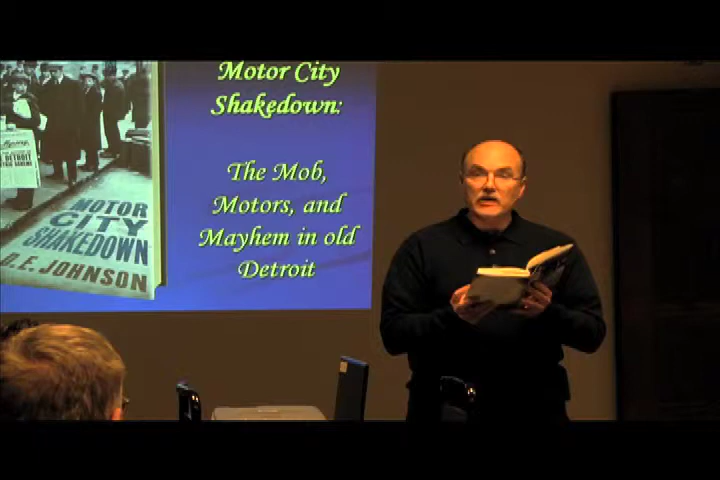 Motor City
Shakedown:
The Mob,
Motors, and
Mayhem in old
Detroit
MOTOR
CITY
SHAKEDOWN
D.E. JOHNSON